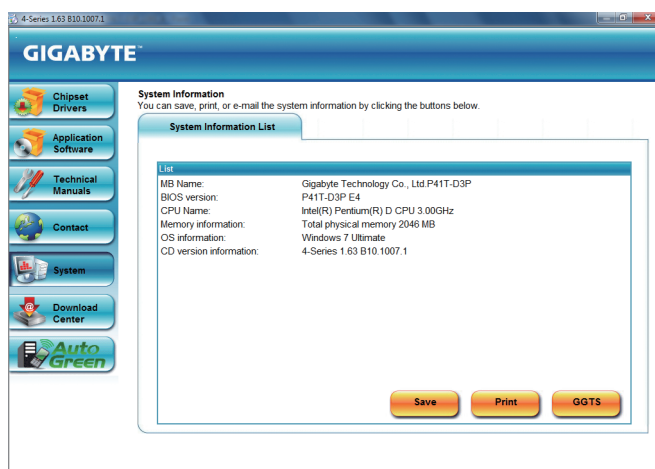 4-Series 1.63 B10.1007.1
GIGABYTE™
Chipset
Drivers
Application
Software
Technical
Manuals
Contact
System
Download
Center
Auto
Green
System Information
You can save, print, or e-mail the system information by clicking the buttons below.
System Information List
List
MB Name: Gigabyte Technology Co., Ltd.P41T-D3P
BIOS version: P41T-D3P E4
CPU Name: Intel(R) Pentium(R) D CPU 3.00GHz
Memory information: Total physical memory 2046 MB
OS information: Windows 7 Ultimate
CD version information: 4-Series 1.63 B10.1007.1
Save Print GGTS